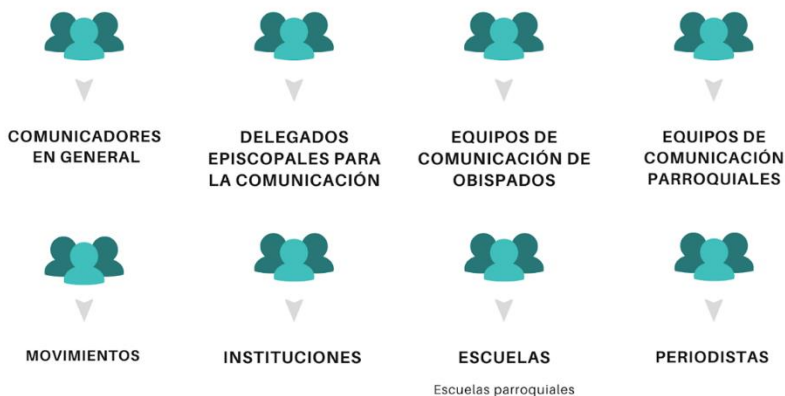 COMUNICADORES
EN GENERAL
DELEGADOS
EPISCOPALES PARA
LA COMUNICACIÓN
EQUIPOS DE
COMUNICACIÓN DE
OBISPADOS
EQUIPOS DE
COMUNICACIÓN
PARROQUIALES
MOVIMIENTOS
INSTITUCIONES
ESCUELAS
Escuelas parroquiales
PERIODISTAS